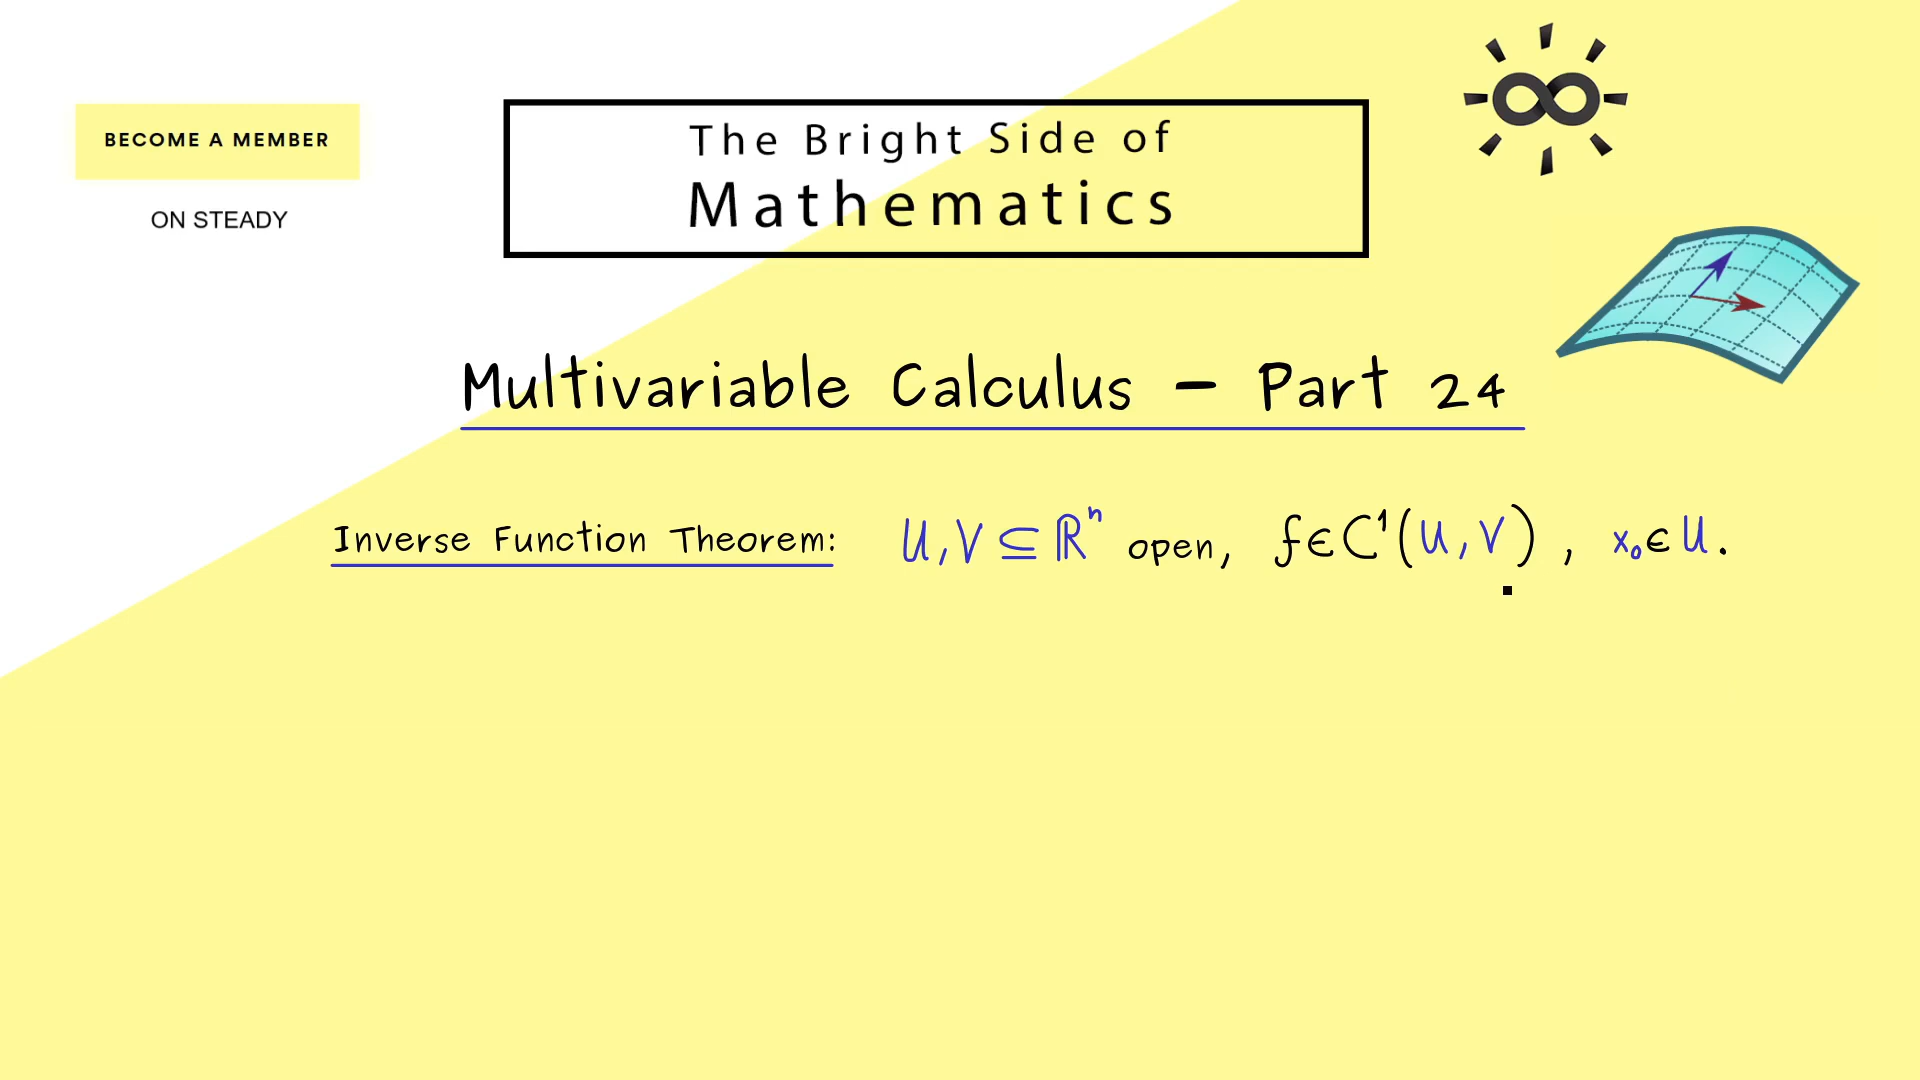 BECOME A MEMBER
ON STEADY
The Bright Side of
Mathematics
Multivariable Calculus – Part 24
Inverse Function Theorem: U, V ⊆ ℝⁿ open, f ∈ C¹(U, V), x₀ ∈ U.